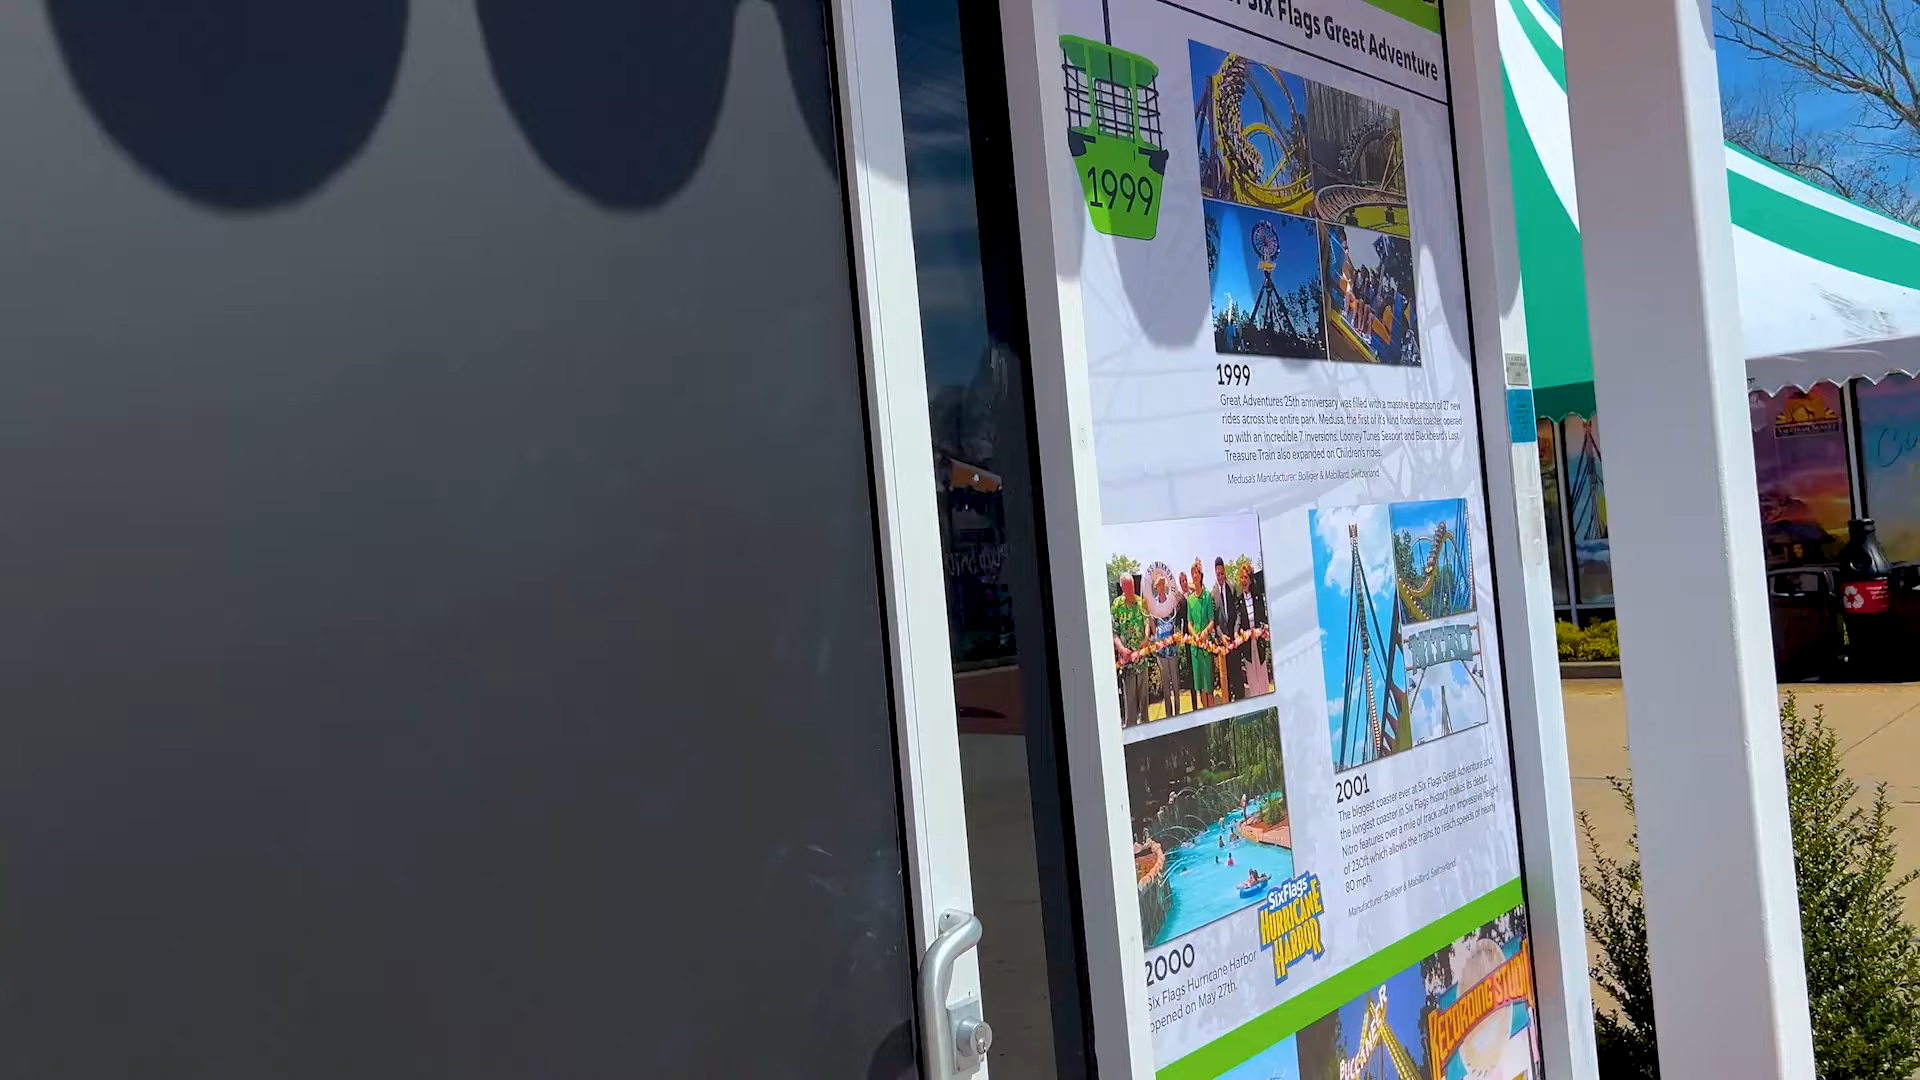 Six Flags Great Adventure
1999
1999
Great Adventures 25th anniversary was filled with a massive expansion of 27 new
rides across the entire park. Medusa, the first of it's kind floorless coaster, opened
up with an incredible 7 inversions. Looney Tunes Seaport and Blackbeard's Lost
Treasure Train also expanded on Children's rides.
Medusa's Manufacturer: Bolliger & Mabillard, Switzerland
NITRO
2001
The biggest coaster ever at Six Flags Great Adventure and
the longest coaster in Six Flags history makes its debut.
Nitro features over a mile of track and an impressive height
of 230ft which allows the trains to reach speeds of nearly
80 mph.
Manufacturer: Bolliger & Mabillard, Switzerland
SixFlags
HURRICANE
HARBOR
2000
Six Flags Hurricane Harbor
opened on May 27th.
BUCCANEER
RECORDING